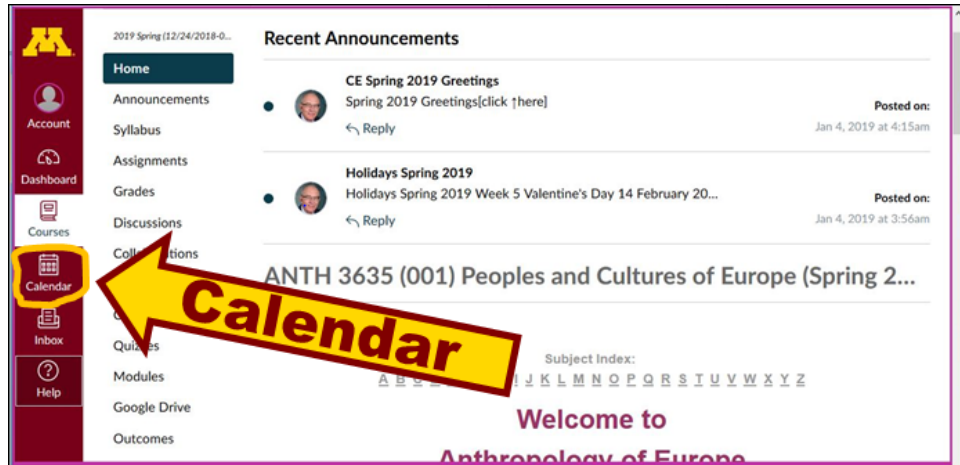 M
Account
Dashboard
Courses
Calendar
Inbox
Help
2019 Spring (12/24/2018-0...
Home
Announcements
Syllabus
Assignments
Grades
Discussions
Quizzes
Modules
Google Drive
Outcomes
Recent Announcements
CE Spring 2019 Greetings
Spring 2019 Greetings[click ↑here]
Reply
Posted on:
Jan 4, 2019 at 4:15am
Holidays Spring 2019
Holidays Spring 2019 Week 5 Valentine's Day 14 February 20...
Reply
Posted on:
Jan 4, 2019 at 3:56am
ANTH 3635 (001) Peoples and Cultures of Europe (Spring 2...
Calendar
Subject Index:
A B C I J K L M N O P Q R S T U V W X Y Z
Welcome to
Anthropology of Europe